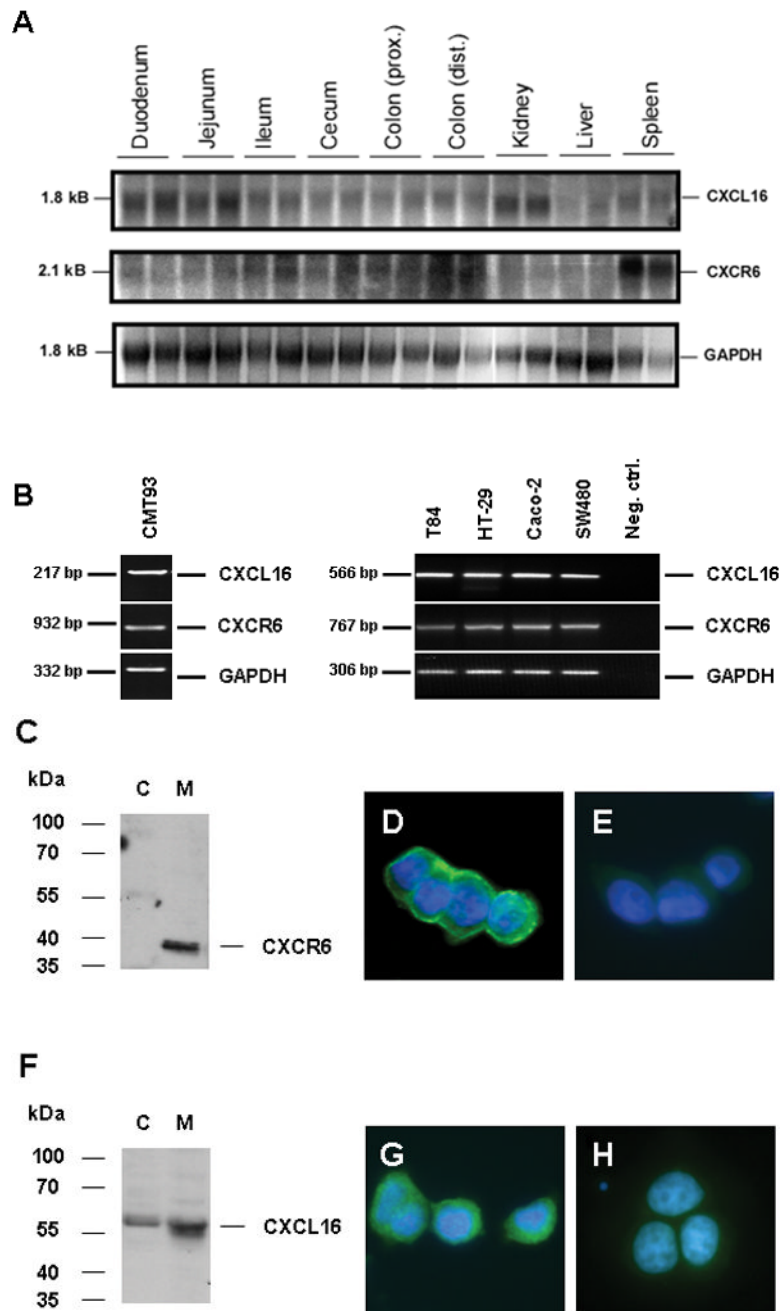 A
Duodenum Jejunum Ileum Cecum Colon (prox.) Colon (dist.) Kidney Liver Spleen
1.8 kB CXCL16
2.1 kB CXCR6
1.8 kB GAPDH
B
CMT93
217 bp CXCL16
932 bp CXCR6
332 bp GAPDH
T84 HT-29 Caco-2 SW480 Neg. ctrl.
566 bp CXCL16
767 bp CXCR6
306 bp GAPDH
C
kDa C M
100
70
55
40 CXCR6
35
D E
F
kDa C M
100
70
55 CXCL16
40
35
G H